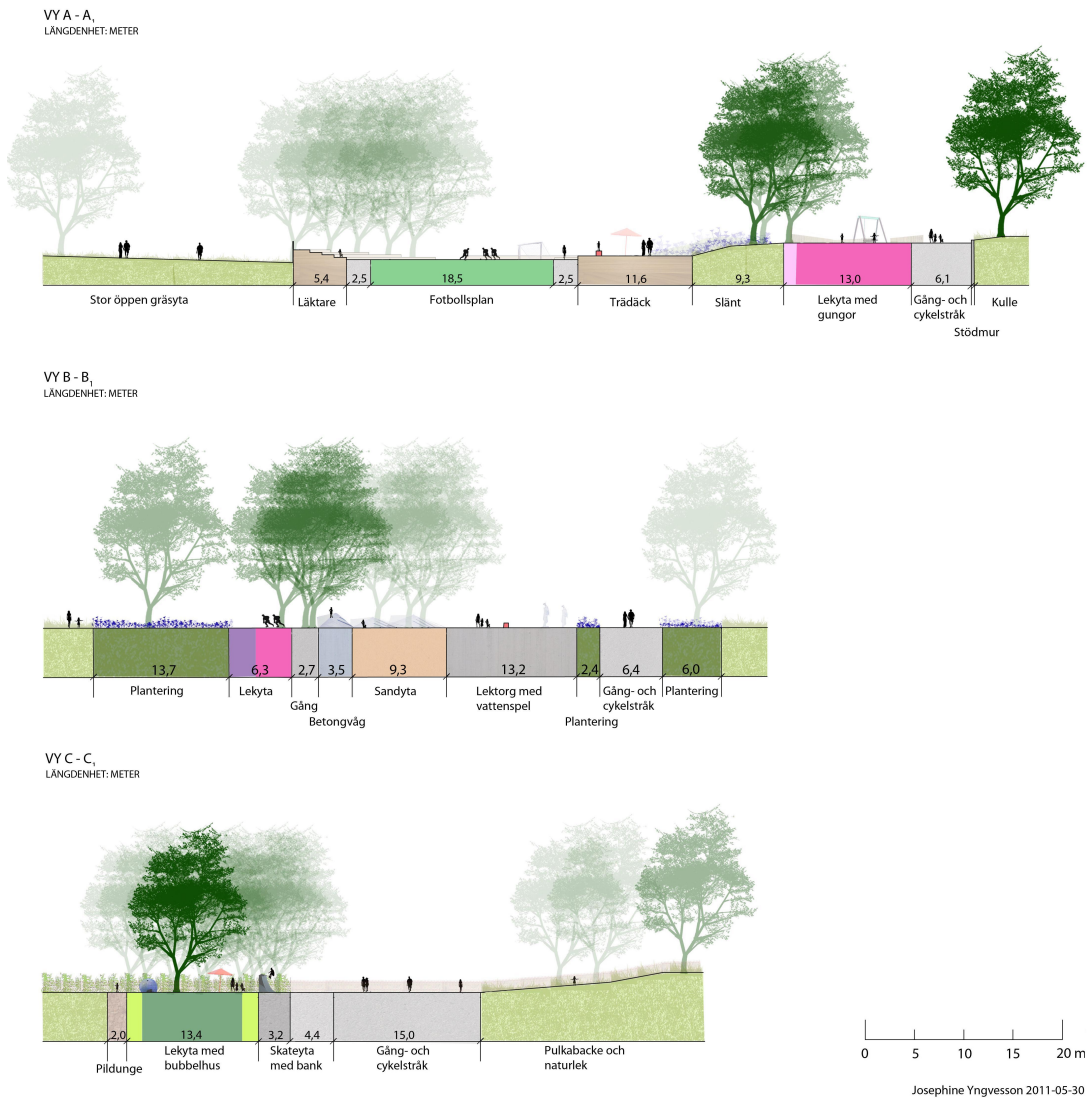 VY A - A₁
LÄNGDENHET: METER
5,4 2,5 18,5 2,5 11,6 9,3 13,0 6,1
Stor öppen gräsyta Läktare Fotbollsplan Trädäck Slänt Lekyta med gungor Gång- och cykelstråk Kulle
Stödmur
VY B - B₁
LÄNGDENHET: METER
13,7 6,3 2,7 3,5 9,3 13,2 2,4 6,4 6,0
Plantering Lekyta Sandyta Lektorg med vattenspel Gång- och cykelstråk Plantering
Gång
Betongvåg Plantering
VY C - C₁
LÄNGDENHET: METER
2,0 13,4 3,2 4,4 15,0
Pildunge Lekyta med bubbelhus Skateyta med bank Gång- och cykelstråk Pulkabacke och naturlek
0 5 10 15 20 m
Josephine Yngvesson 2011-05-30